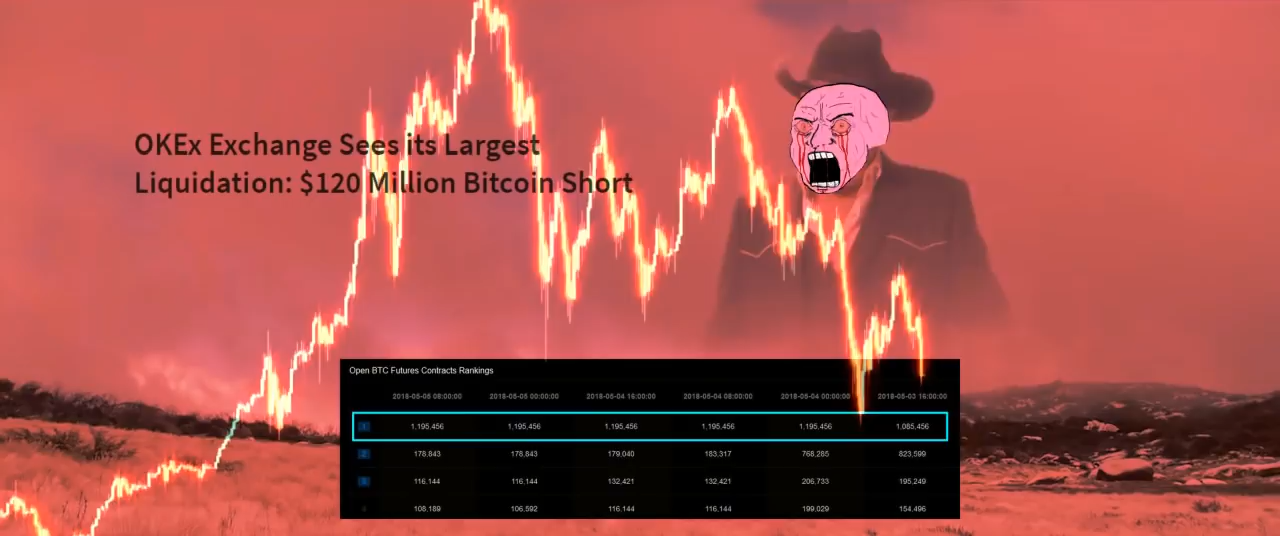 OKEx Exchange Sees its Largest
Liquidation: $120 Million Bitcoin Short
Open BTC Futures Contracts Rankings
2018-05-05 08:00:00 2018-05-05 00:00:00 2018-05-04 16:00:00 2018-05-04 08:00:00 2018-05-04 00:00:00 2018-05-03 16:00:00
1 1,195,456 1,195,456 1,195,456 1,195,456 1,195,456 1,085,456
2 178,843 178,843 179,040 183,317 768,285 823,599
3 116,144 116,144 132,421 132,421 206,733 195,249
4 108,189 106,592 116,144 116,144 199,029 154,496